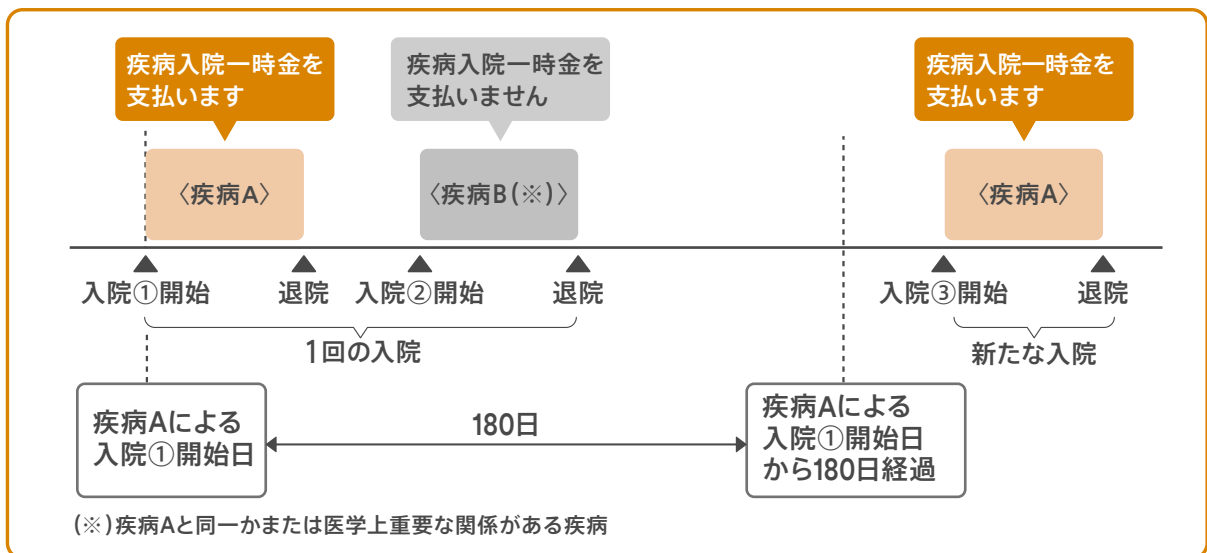 疾病入院一時金を
支払います
疾病入院一時金を
支払いません
疾病入院一時金を
支払います
〈疾病A〉
〈疾病B(※)〉
〈疾病A〉
入院①開始
退院
入院②開始
退院
入院③開始
退院
1回の入院
新たな入院
疾病Aによる
入院①開始日
180日
疾病Aによる
入院①開始日
から180日経過
(※)疾病Aと同一かまたは医学上重要な関係がある疾病